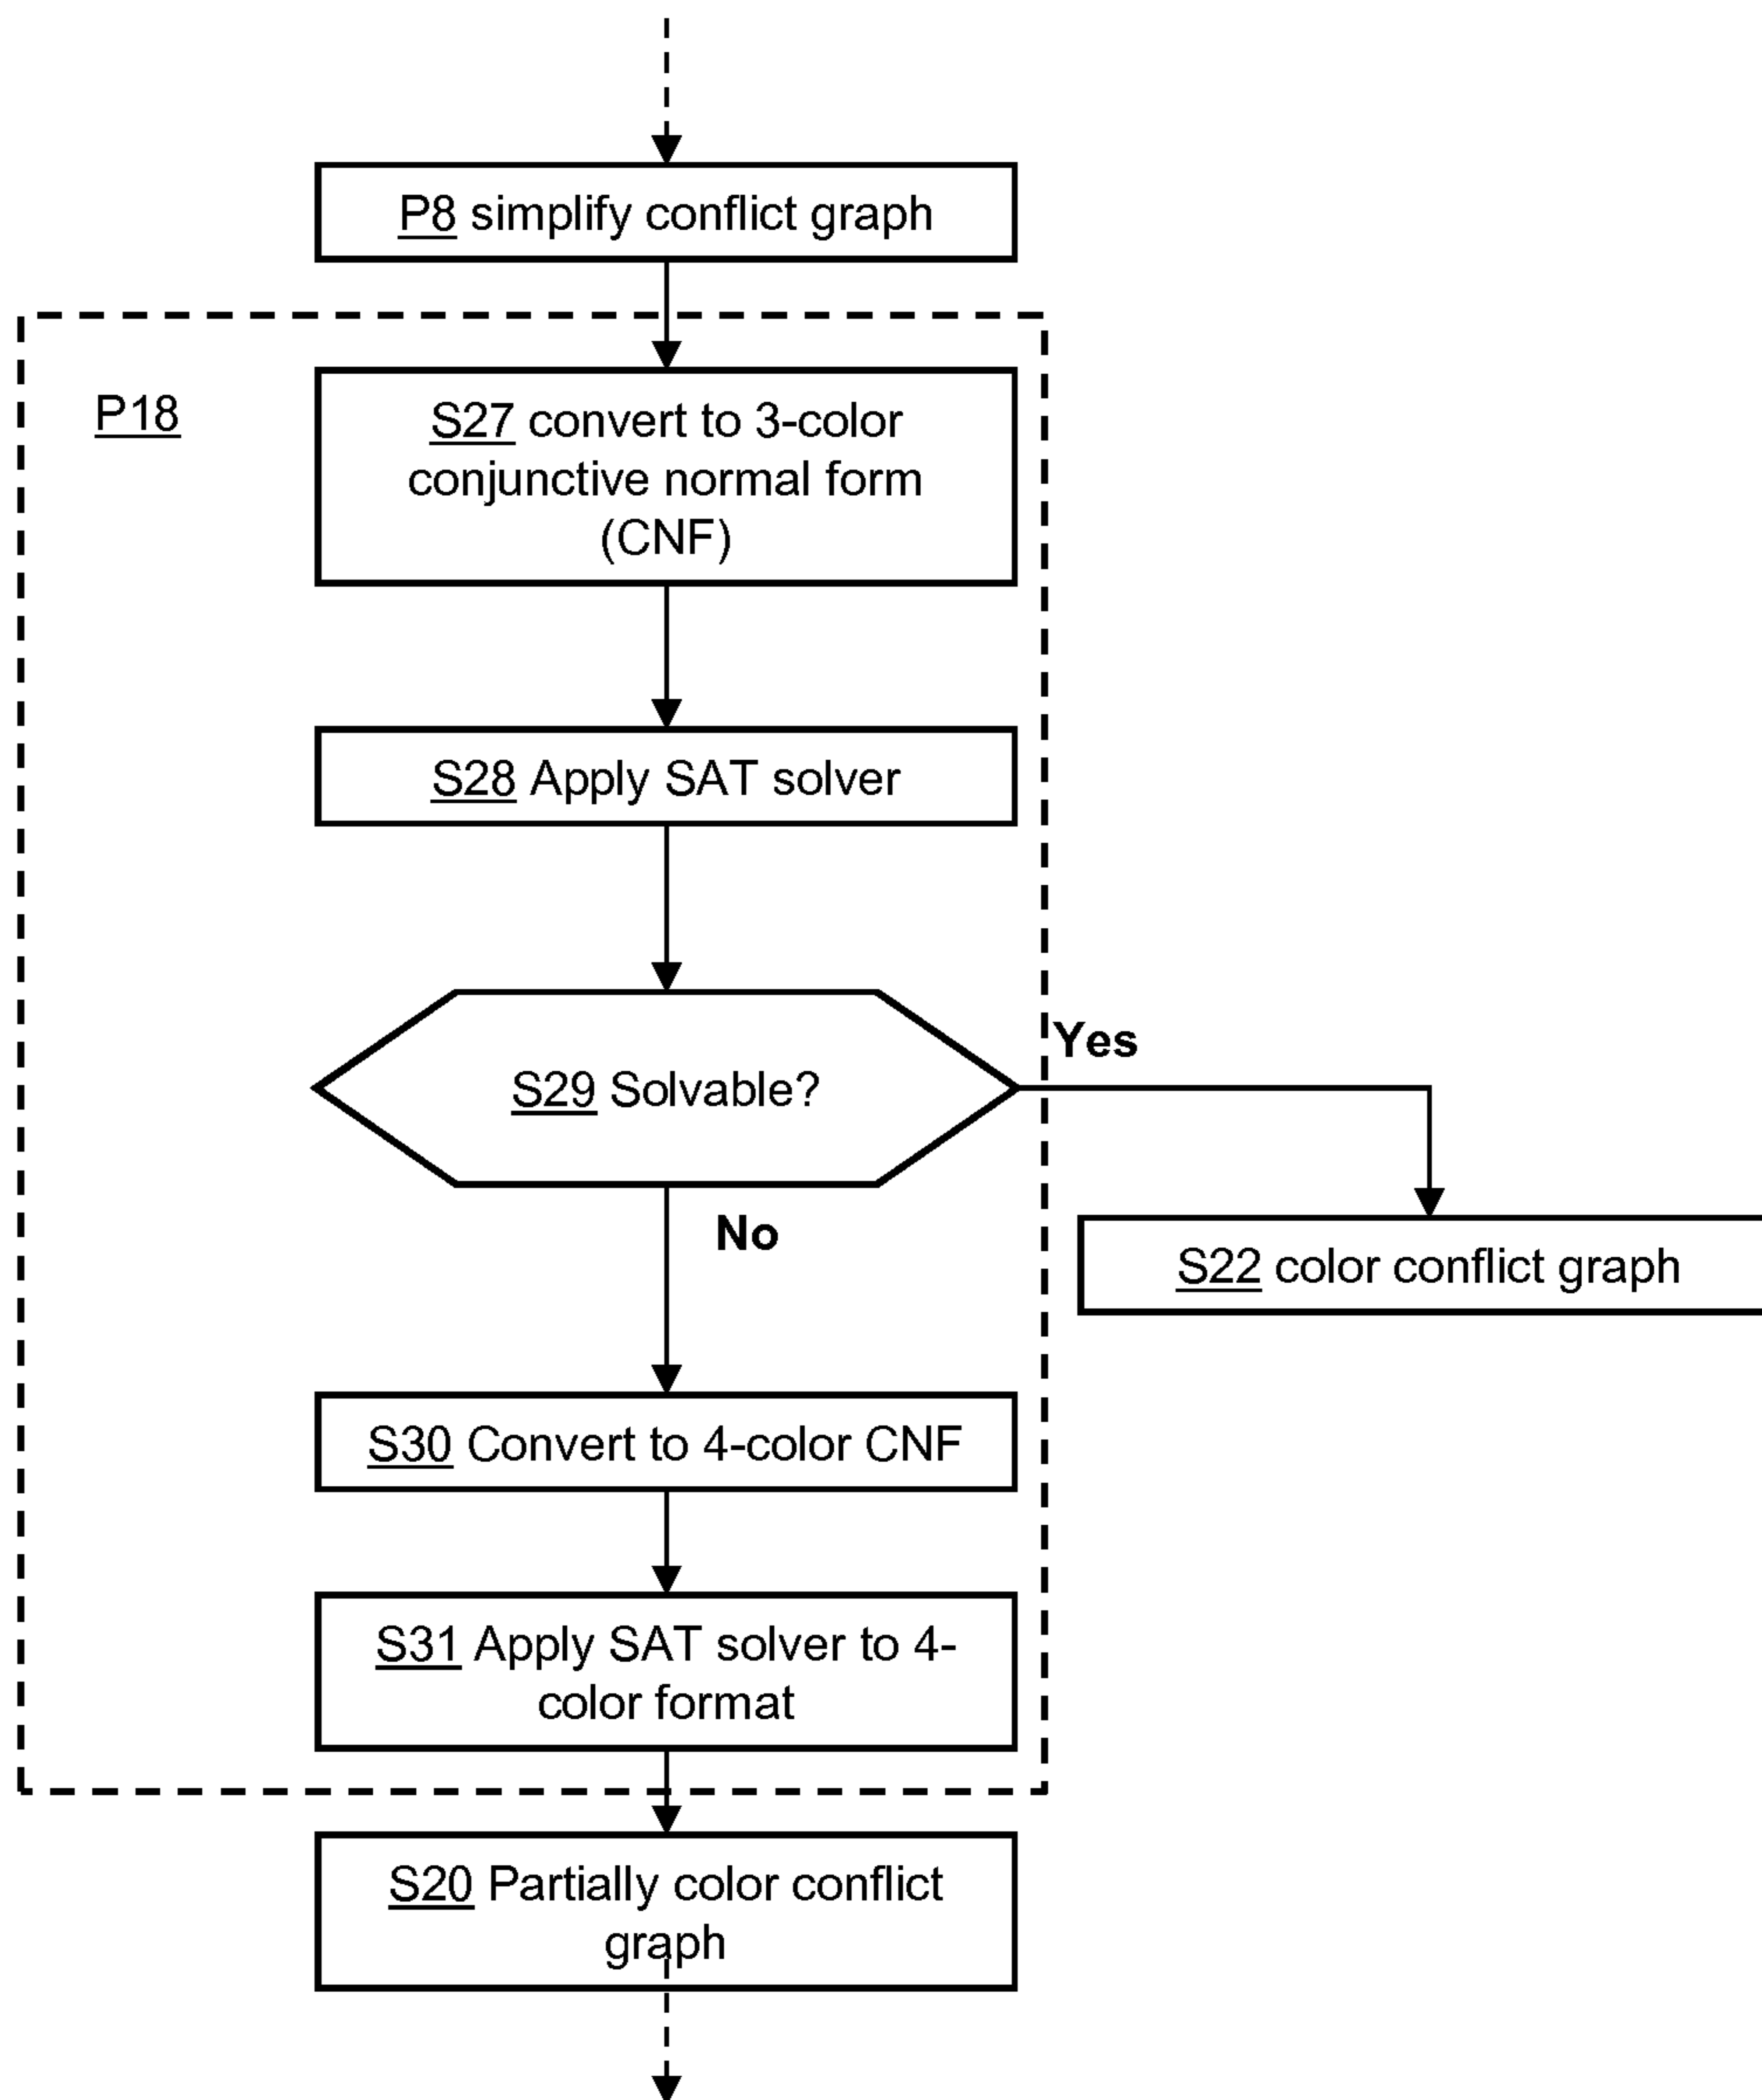 P8 simplify conflict graph
P18
S27 convert to 3-color
conjunctive normal form
(CNF)
S28 Apply SAT solver
S29 Solvable?
Yes
No
S22 color conflict graph
S30 Convert to 4-color CNF
S31 Apply SAT solver to 4-
color format
S20 Partially color conflict
graph